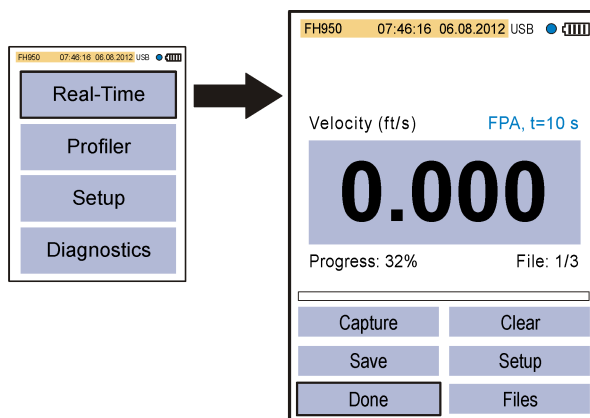 FH950 07:46:16 06.08.2012 USB
Real-Time
Profiler
Setup
Diagnostics
FH950 07:46:16 06.08.2012 USB
Velocity (ft/s) FPA, t=10 s
0.000
Progress: 32% File: 1/3
Capture Clear
Save Setup
Done Files